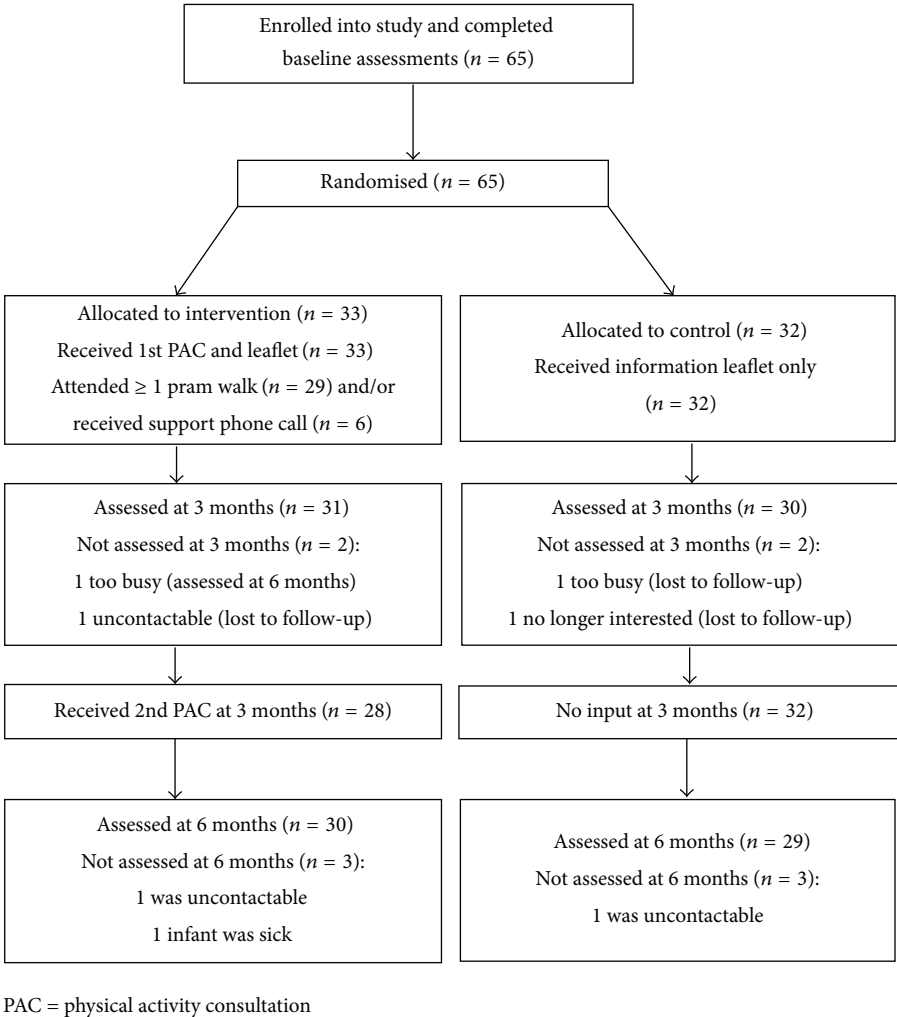 Enrolled into study and completed
baseline assessments (n = 65)
Randomised (n = 65)
Allocated to intervention (n = 33)
Received 1st PAC and leaflet (n = 33)
Attended ≥ 1 pram walk (n = 29) and/or
received support phone call (n = 6)
Allocated to control (n = 32)
Received information leaflet only
(n = 32)
Assessed at 3 months (n = 31)
Not assessed at 3 months (n = 2):
1 too busy (assessed at 6 months)
1 uncontactable (lost to follow-up)
Assessed at 3 months (n = 30)
Not assessed at 3 months (n = 2):
1 too busy (lost to follow-up)
1 no longer interested (lost to follow-up)
Received 2nd PAC at 3 months (n = 28)
No input at 3 months (n = 32)
Assessed at 6 months (n = 30)
Not assessed at 6 months (n = 3):
1 was uncontactable
1 infant was sick
Assessed at 6 months (n = 29)
Not assessed at 6 months (n = 3):
1 was uncontactable
PAC = physical activity consultation